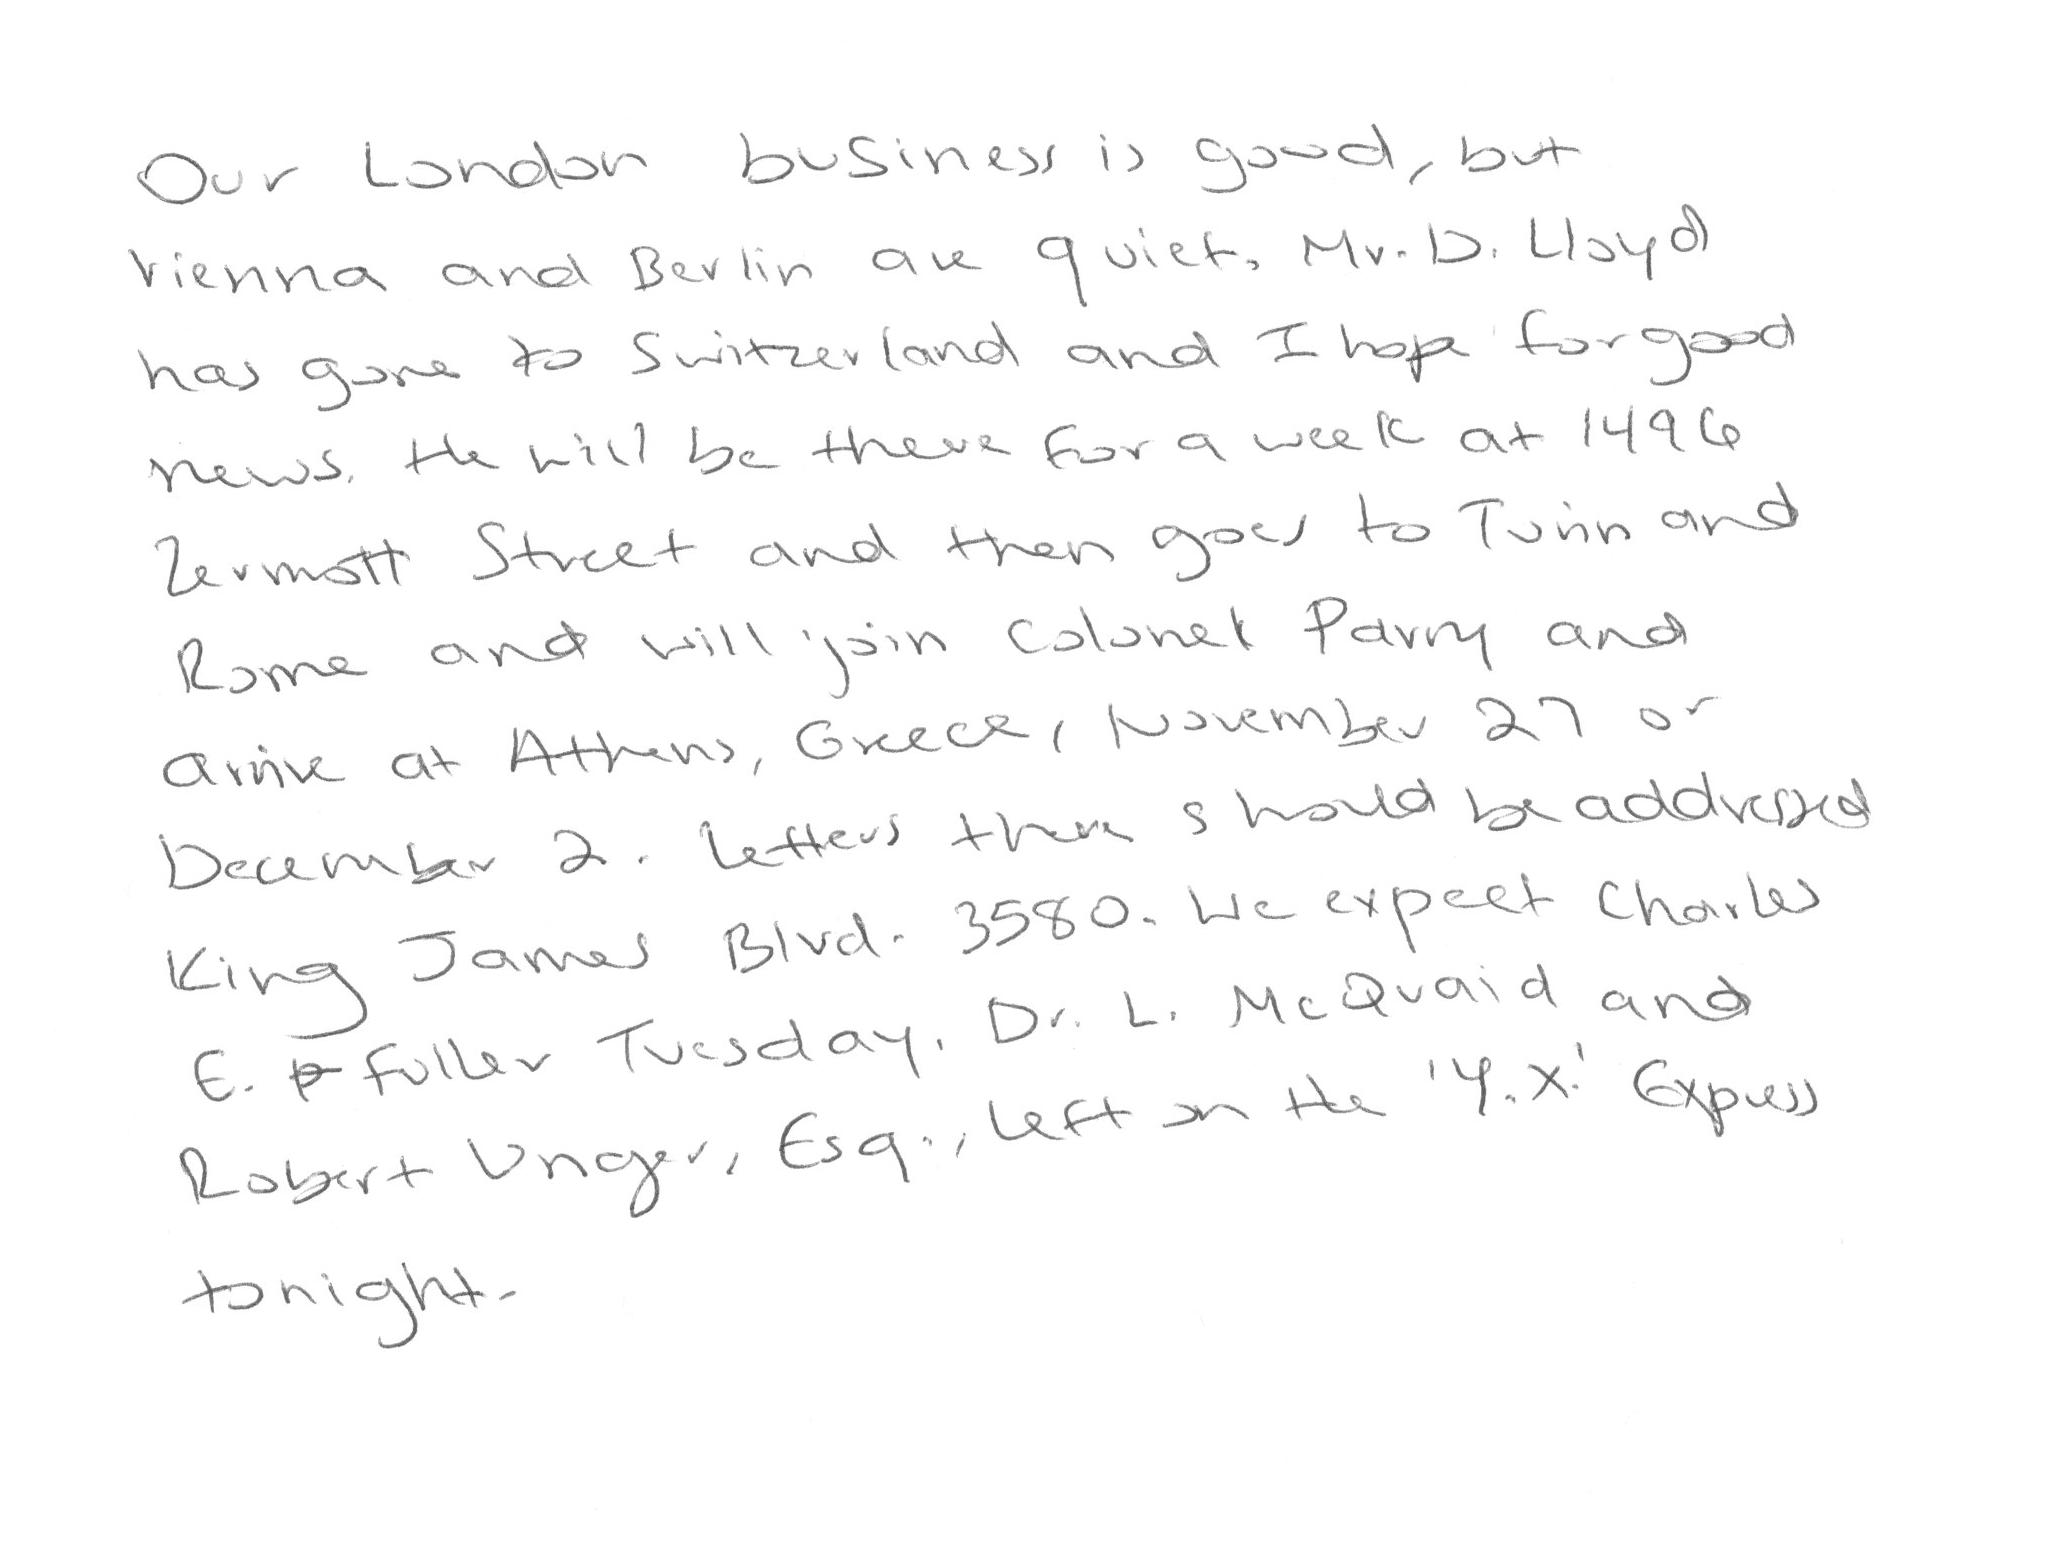 Our London business is good, but
Vienna and Berlin are quiet. Mr. D. Lloyd
has gone to Switzerland and I hope for good
news. He will be there for a week at 1496
Zermott Street and then goes to Turin and
Rome and will join Colonel Parry and
arrive at Athens, Greece, November 27 or
December 2. Letters there should be addressed
King James Blvd. 3580. We expect Charles
E. Fuller Tuesday. Dr. L. McQuaid and
Robert Unger, Esq., left on the 'Y.X.' Express
tonight.